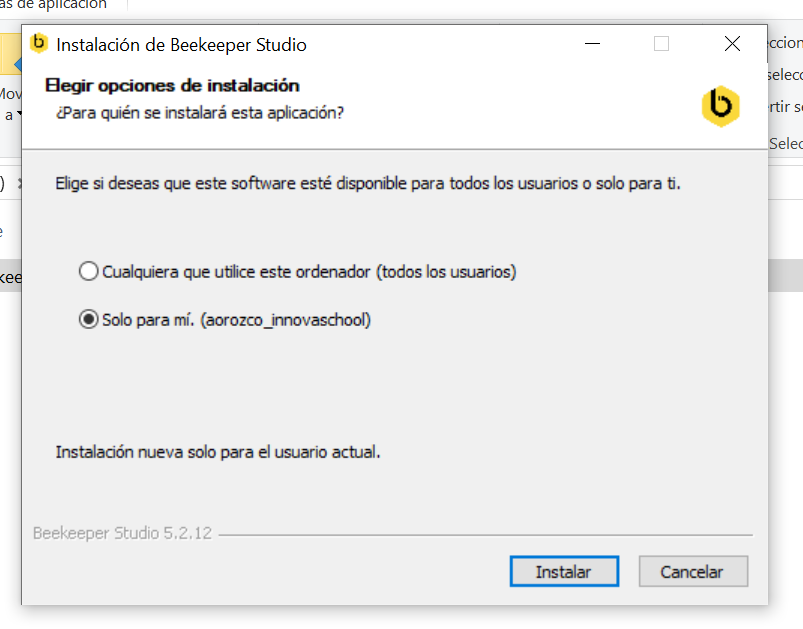 as de aplicación
Instalación de Beekeeper Studio
Elegir opciones de instalación
¿Para quién se instalará esta aplicación?
Elige si deseas que este software esté disponible para todos los usuarios o solo para ti.
Cualquiera que utilice este ordenador (todos los usuarios)
Solo para mí. (aorozco_innovaschool)
Instalación nueva solo para el usuario actual.
Beekeeper Studio 5.2.12
Instalar
Cancelar
Mov
a
)
e
kee
eccion
selecc
rtir se
Selec